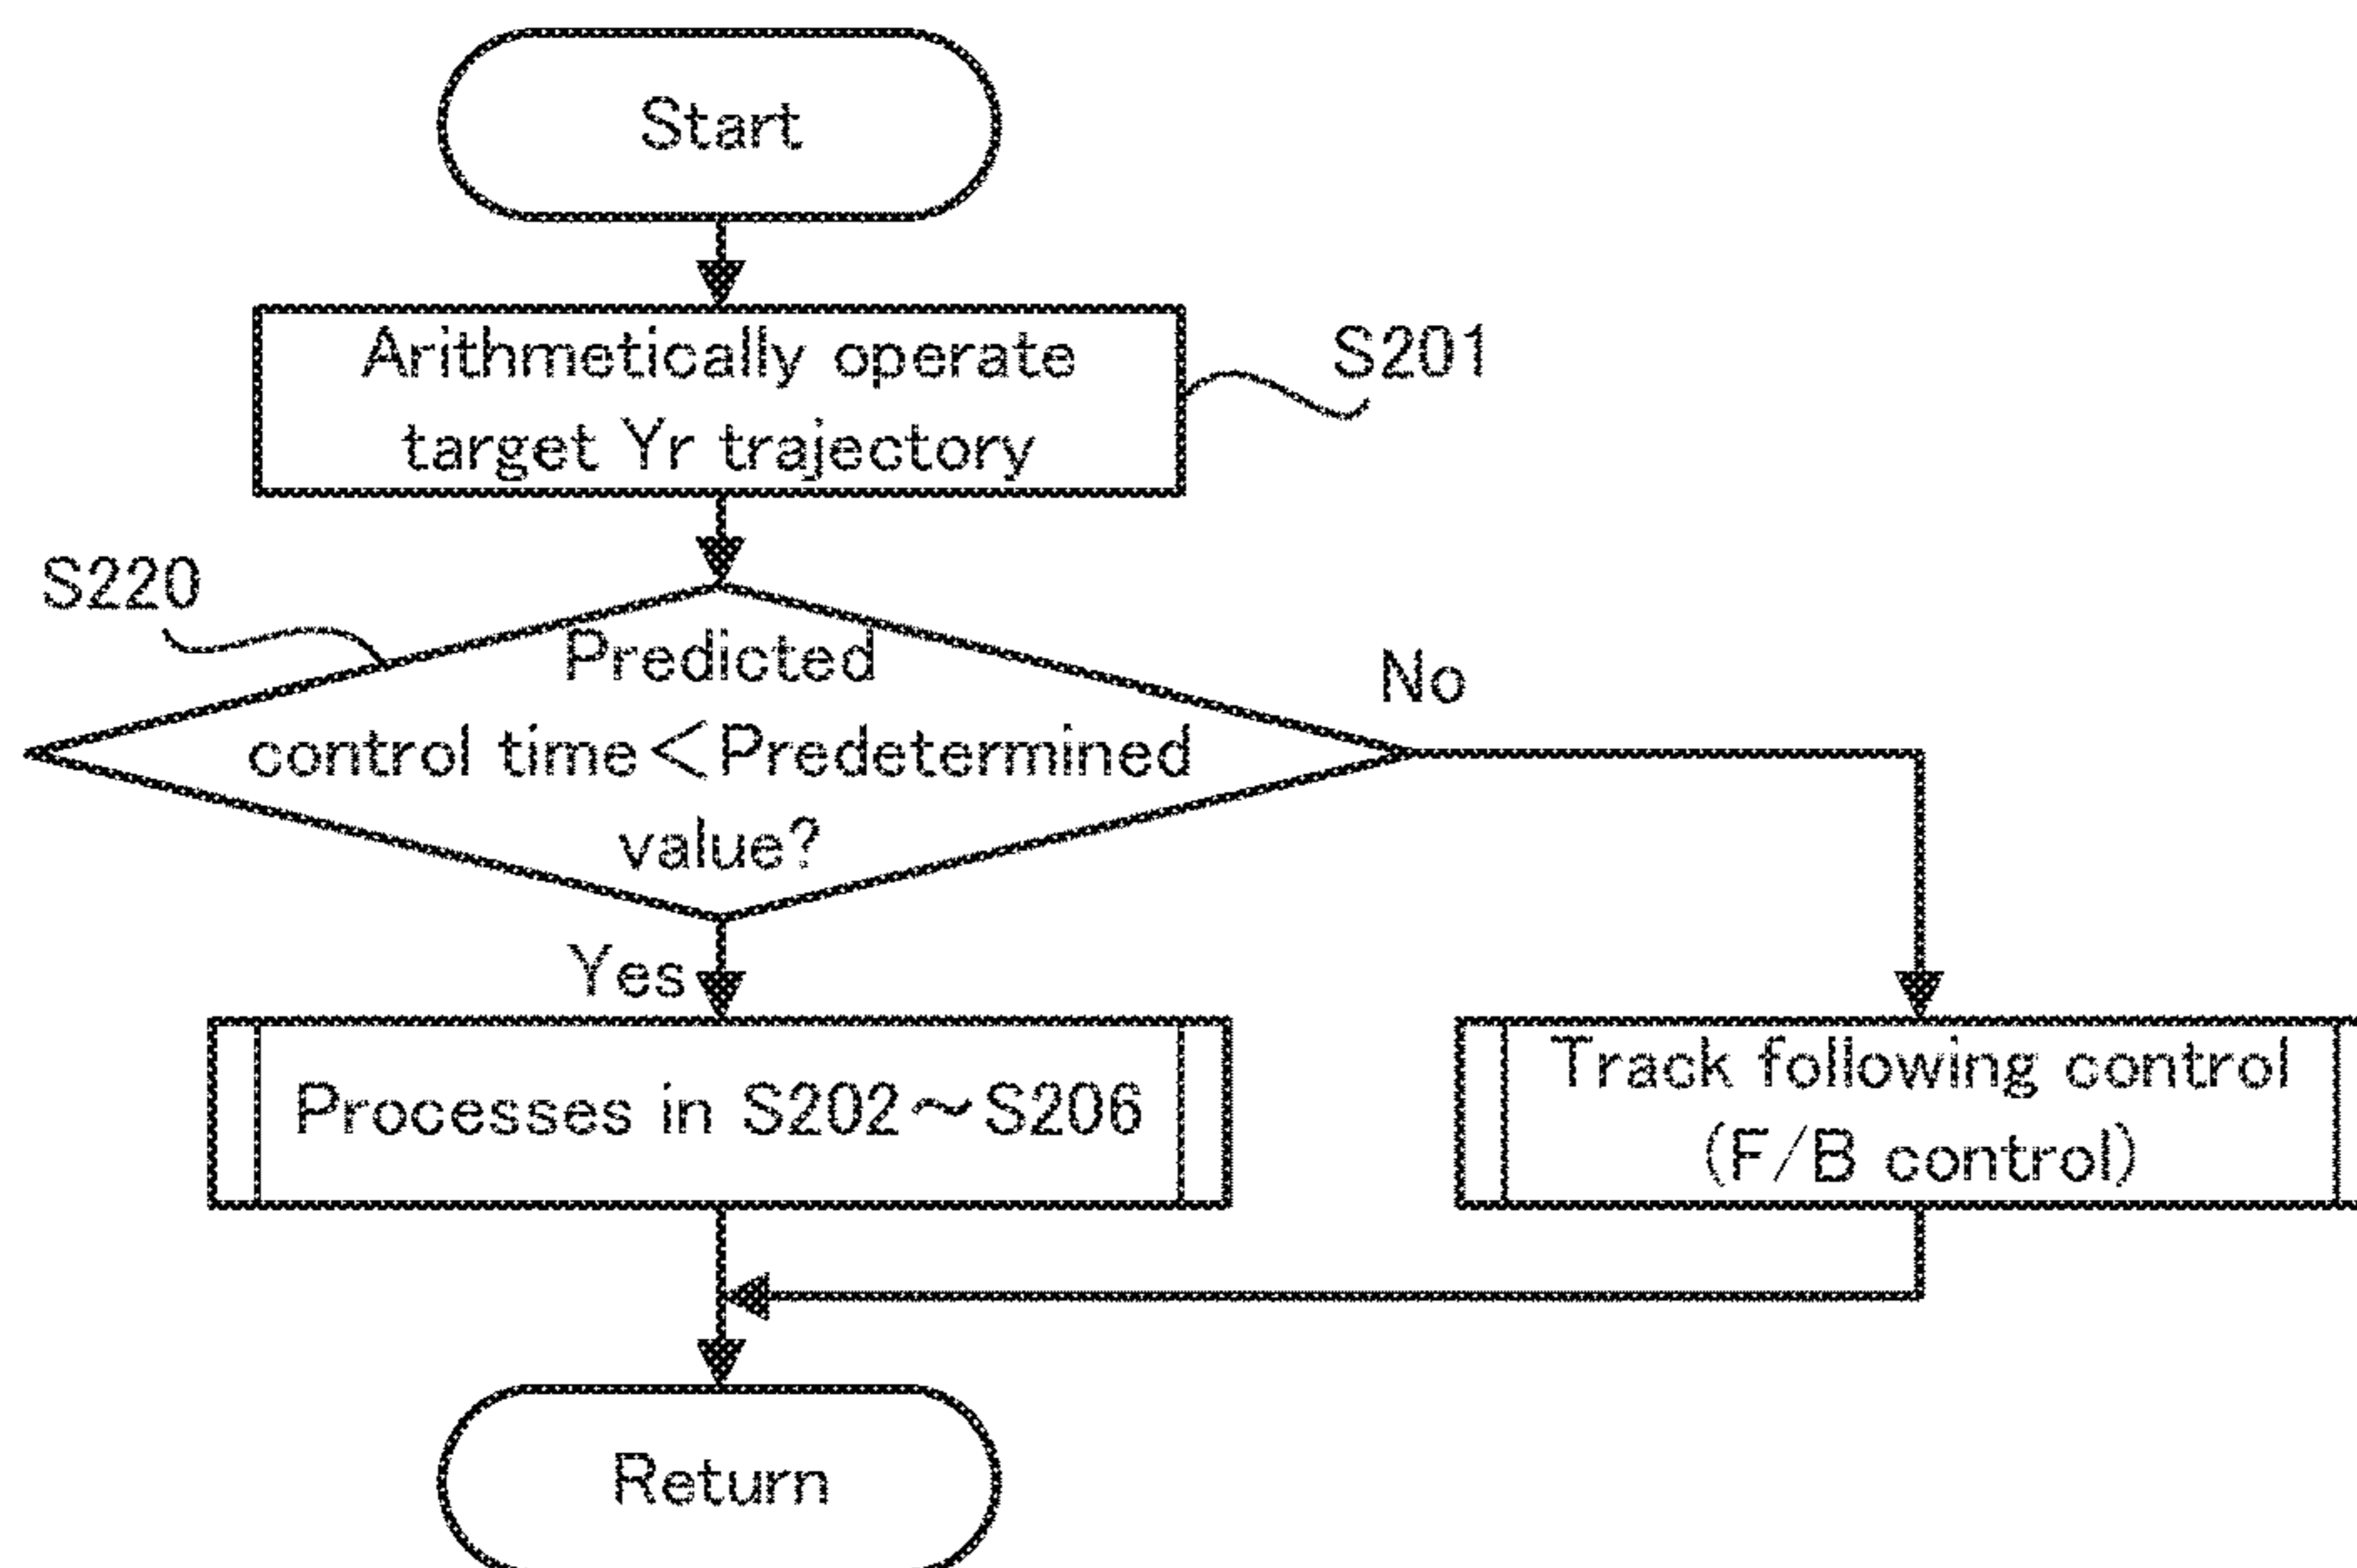 Start
Arithmetically operate
target Yr trajectory
S201
S220
Predicted
control time＜Predetermined
value?
No
Yes
Processes in S202～S206
Track following control
(F/B control)
Return